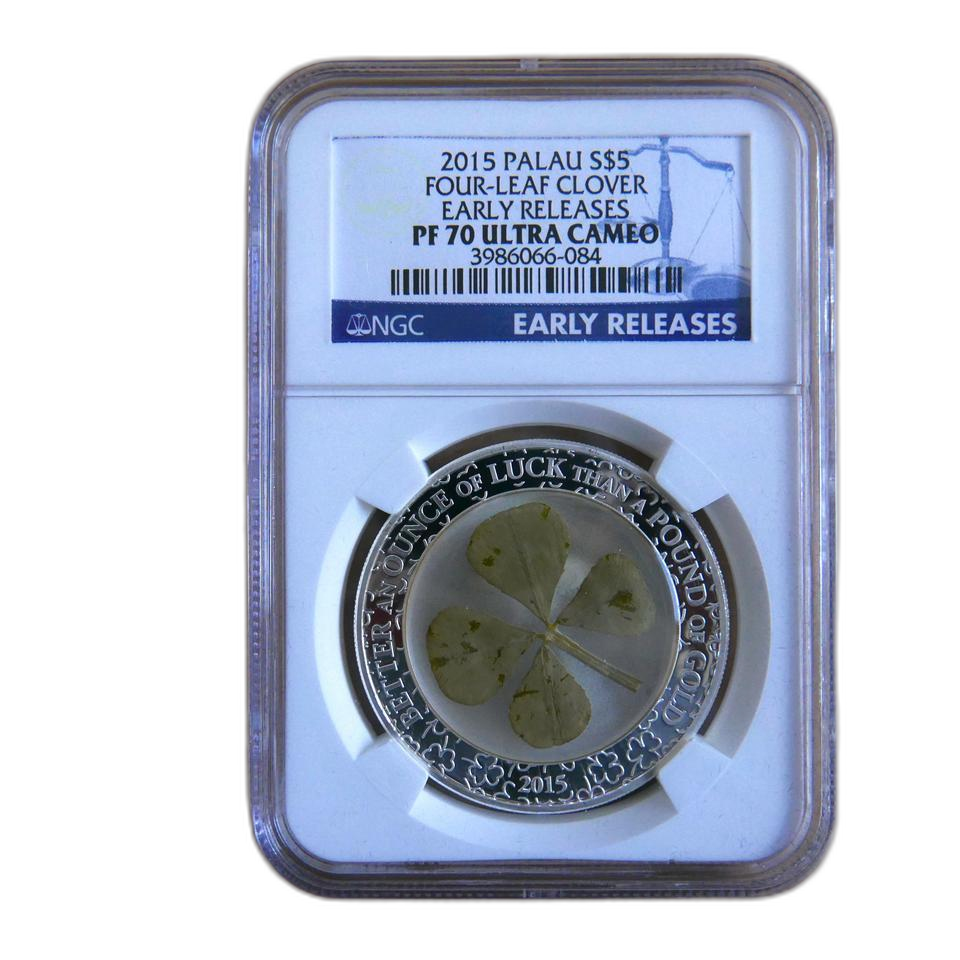 2015 PALAU S$5
FOUR-LEAF CLOVER
EARLY RELEASES
PF 70 ULTRA CAMEO
3986066-084
NGC EARLY RELEASES
BETTER AN OUNCE OF LUCK THAN A POUND OF GOLD
2015